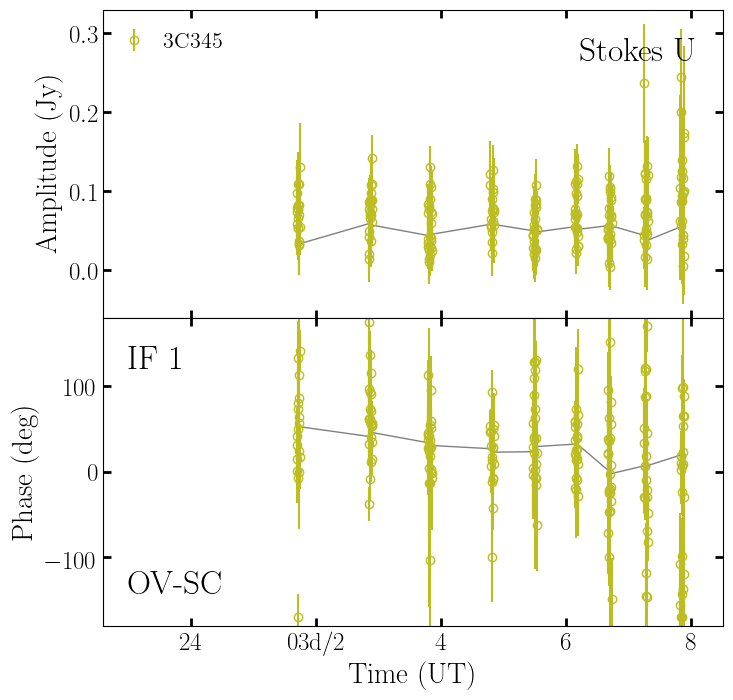 3C345
Stokes U
0.3
0.2
0.1
0.0
Amplitude (Jy)
IF 1
100
0
−100
Phase (deg)
OV-SC
24 03d/2 4 6 8
Time (UT)